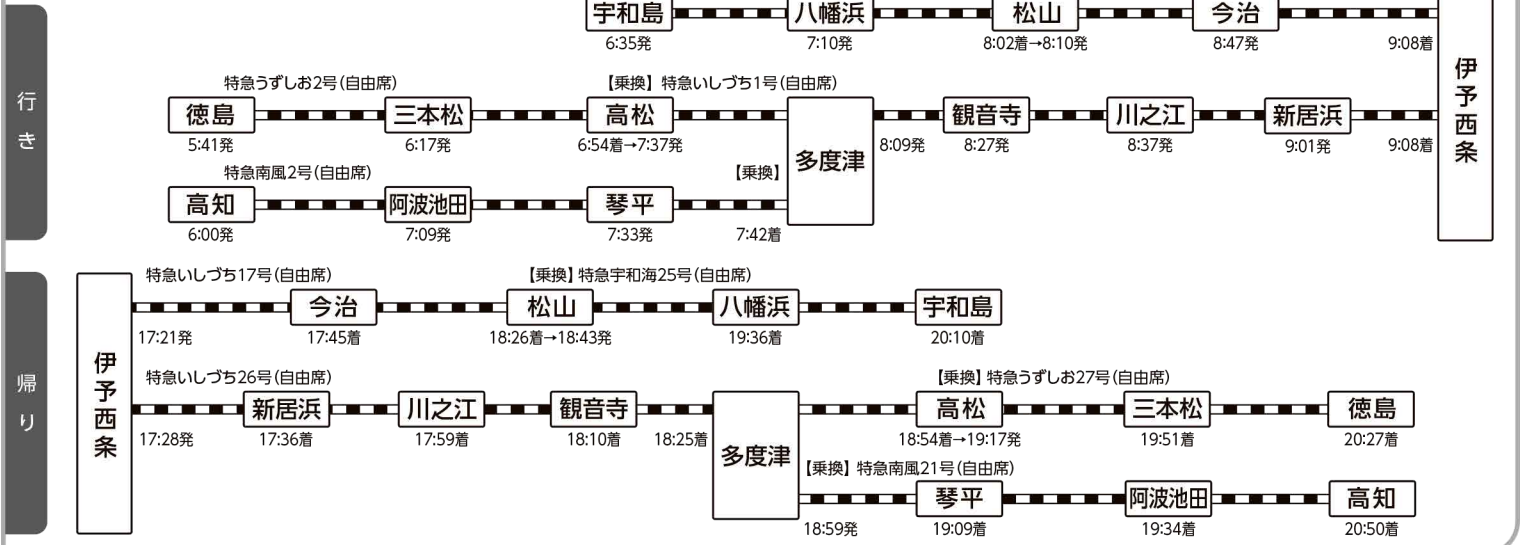 行き
宇和島 八幡浜 松山 今治
6:35発 7:10発 8:02着→8:10発 8:47発 9:08着
伊予西条
特急うずしお2号(自由席) 【乗換】特急いしづち1号(自由席)
徳島 三本松 高松 多度津 観音寺 川之江 新居浜
5:41発 6:17発 6:54着→7:37発 8:09発 8:27発 8:37発 9:01発 9:08着
特急南風2号(自由席) 【乗換】
高知 阿波池田 琴平
6:00発 7:09発 7:33発 7:42着
帰り
伊予西条
特急いしづち17号(自由席) 【乗換】特急宇和海25号(自由席)
今治 松山 八幡浜 宇和島
17:21発 17:45着 18:26着→18:43発 19:36着 20:10着
特急いしづち26号(自由席) 【乗換】特急うずしお27号(自由席)
新居浜 川之江 観音寺 多度津 高松 三本松 徳島
17:28発 17:36着 17:59着 18:10着 18:25着 18:54着→19:17発 19:51着 20:27着
【乗換】特急南風21号(自由席)
琴平 阿波池田 高知
18:59発 19:09着 19:34着 20:50着